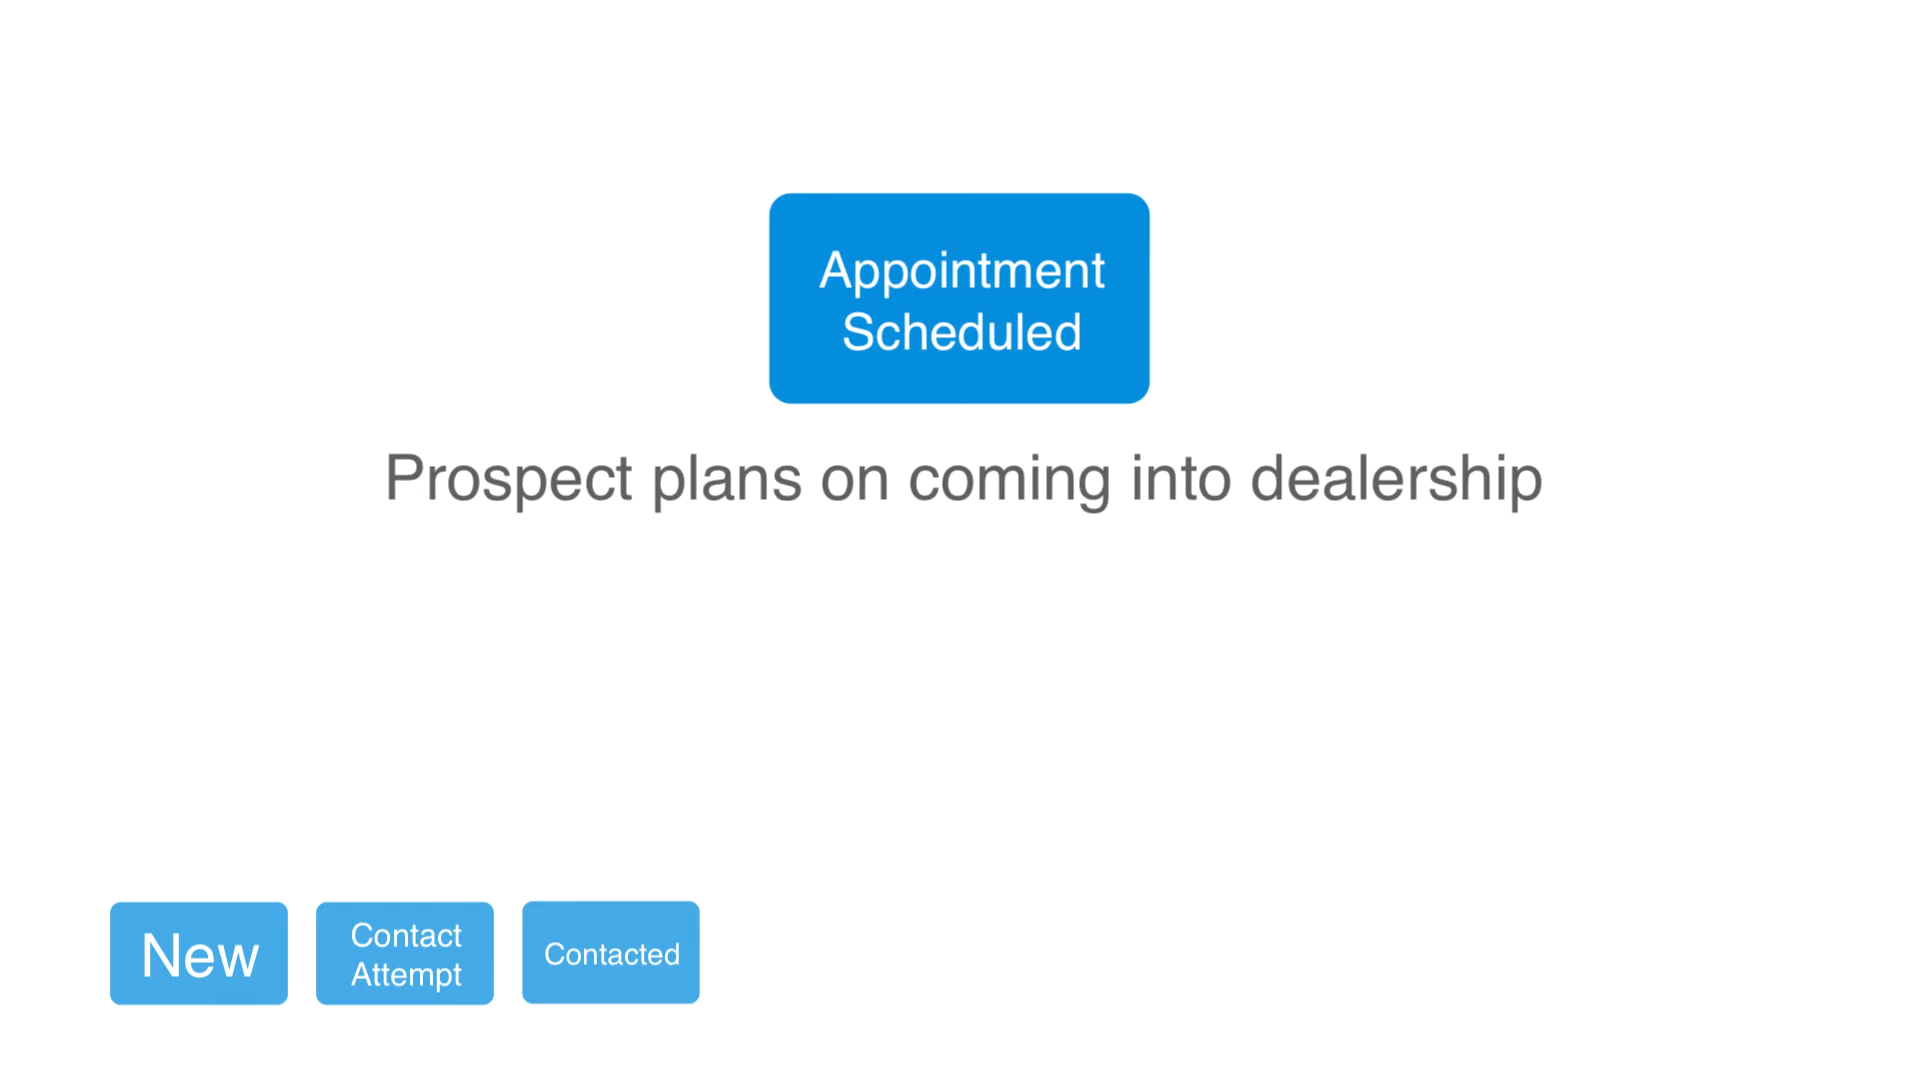 Appointment
Scheduled
Prospect plans on coming into dealership
New
Contact
Attempt
Contacted